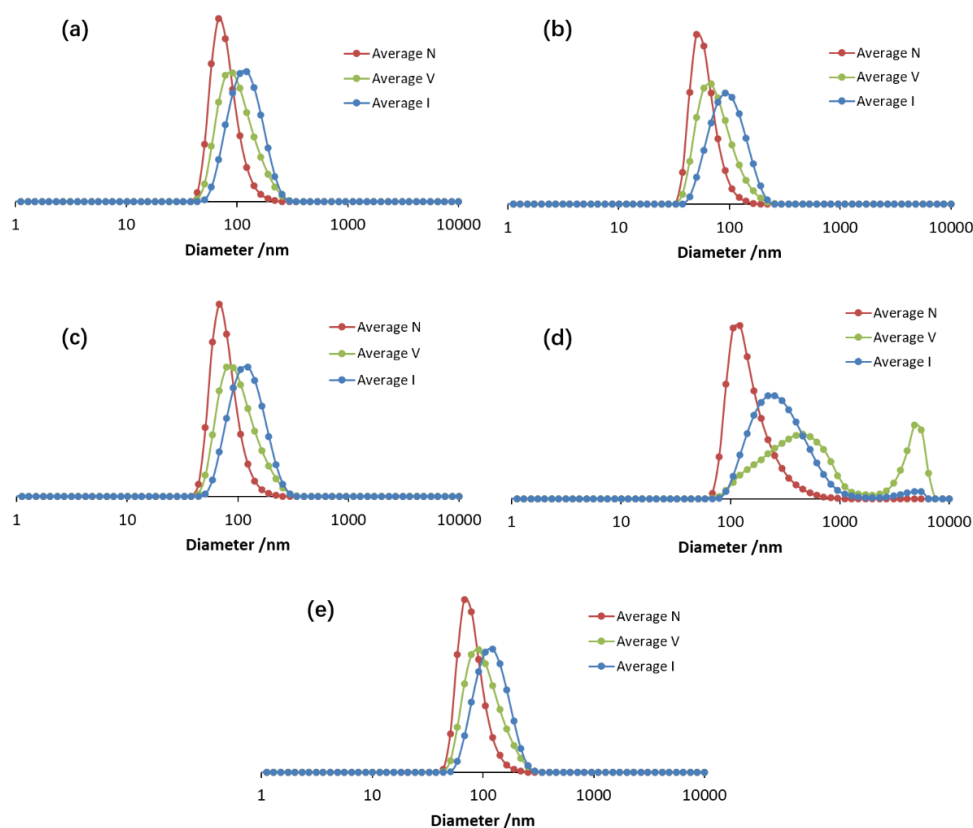 (a)
Average N
Average V
Average I
1 10 100 1000 10000
Diameter /nm
(b)
Average N
Average V
Average I
1 10 100 1000 10000
Diameter /nm
(c)
Average N
Average V
Average I
1 10 100 1000 10000
Diameter /nm
(d)
Average N
Average V
Average I
1 10 100 1000 10000
Diameter /nm
(e)
Average N
Average V
Average I
1 10 100 1000 10000
Diameter /nm